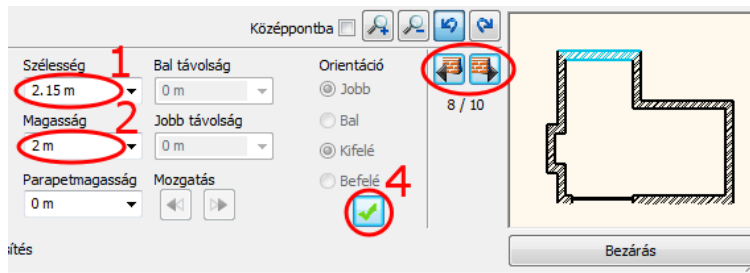 Középpontba
Szélesség 1 Bal távolság Orientáció
2.15 m 0 m Jobb
8 / 10
Magasság 2 Jobb távolság Bal
2 m 0 m Kifelé
Parapetmagasság Mozgatás Befelé 4
0 m
sítés
Bezárás